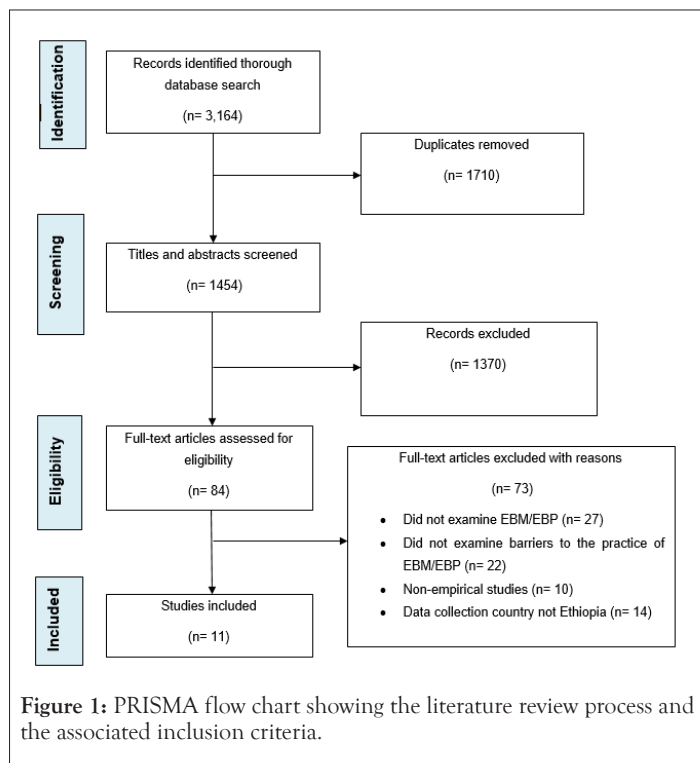 Identification
Records identified thorough
database search
(n= 3,164)
Duplicates removed
(n= 1710)
Screening
Titles and abstracts screened
(n= 1454)
Records excluded
(n= 1370)
Eligibility
Full-text articles assessed for
eligibility
(n= 84)
Full-text articles excluded with reasons
(n= 73)
• Did not examine EBM/EBP (n= 27)
• Did not examine barriers to the practice of
EBM/EBP (n= 22)
• Non-empirical studies (n= 10)
• Data collection country not Ethiopia (n= 14)
Included
Studies included
(n= 11)
Figure 1: PRISMA flow chart showing the literature review process and
the associated inclusion criteria.